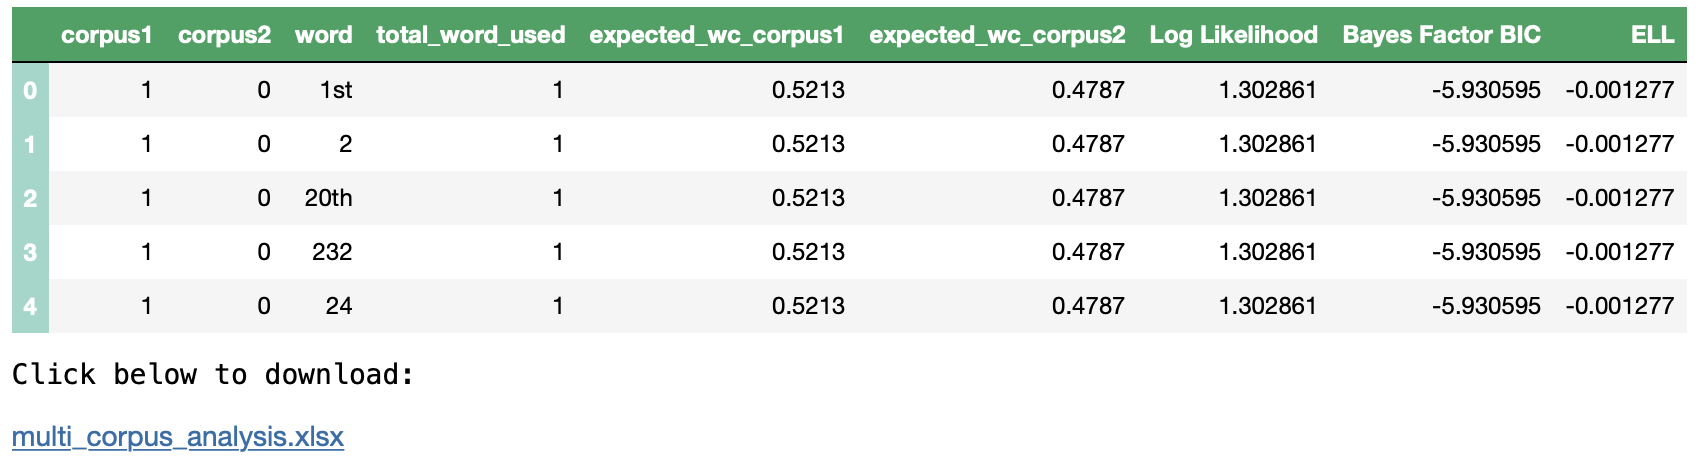 corpus1 corpus2 word total_word_used expected_wc_corpus1 expected_wc_corpus2 Log Likelihood Bayes Factor BIC ELL
0 1 0 1st 1 0.5213 0.4787 1.302861 -5.930595 -0.001277
1 1 0 2 1 0.5213 0.4787 1.302861 -5.930595 -0.001277
2 1 0 20th 1 0.5213 0.4787 1.302861 -5.930595 -0.001277
3 1 0 232 1 0.5213 0.4787 1.302861 -5.930595 -0.001277
4 1 0 24 1 0.5213 0.4787 1.302861 -5.930595 -0.001277
Click below to download:
multi_corpus_analysis.xlsx